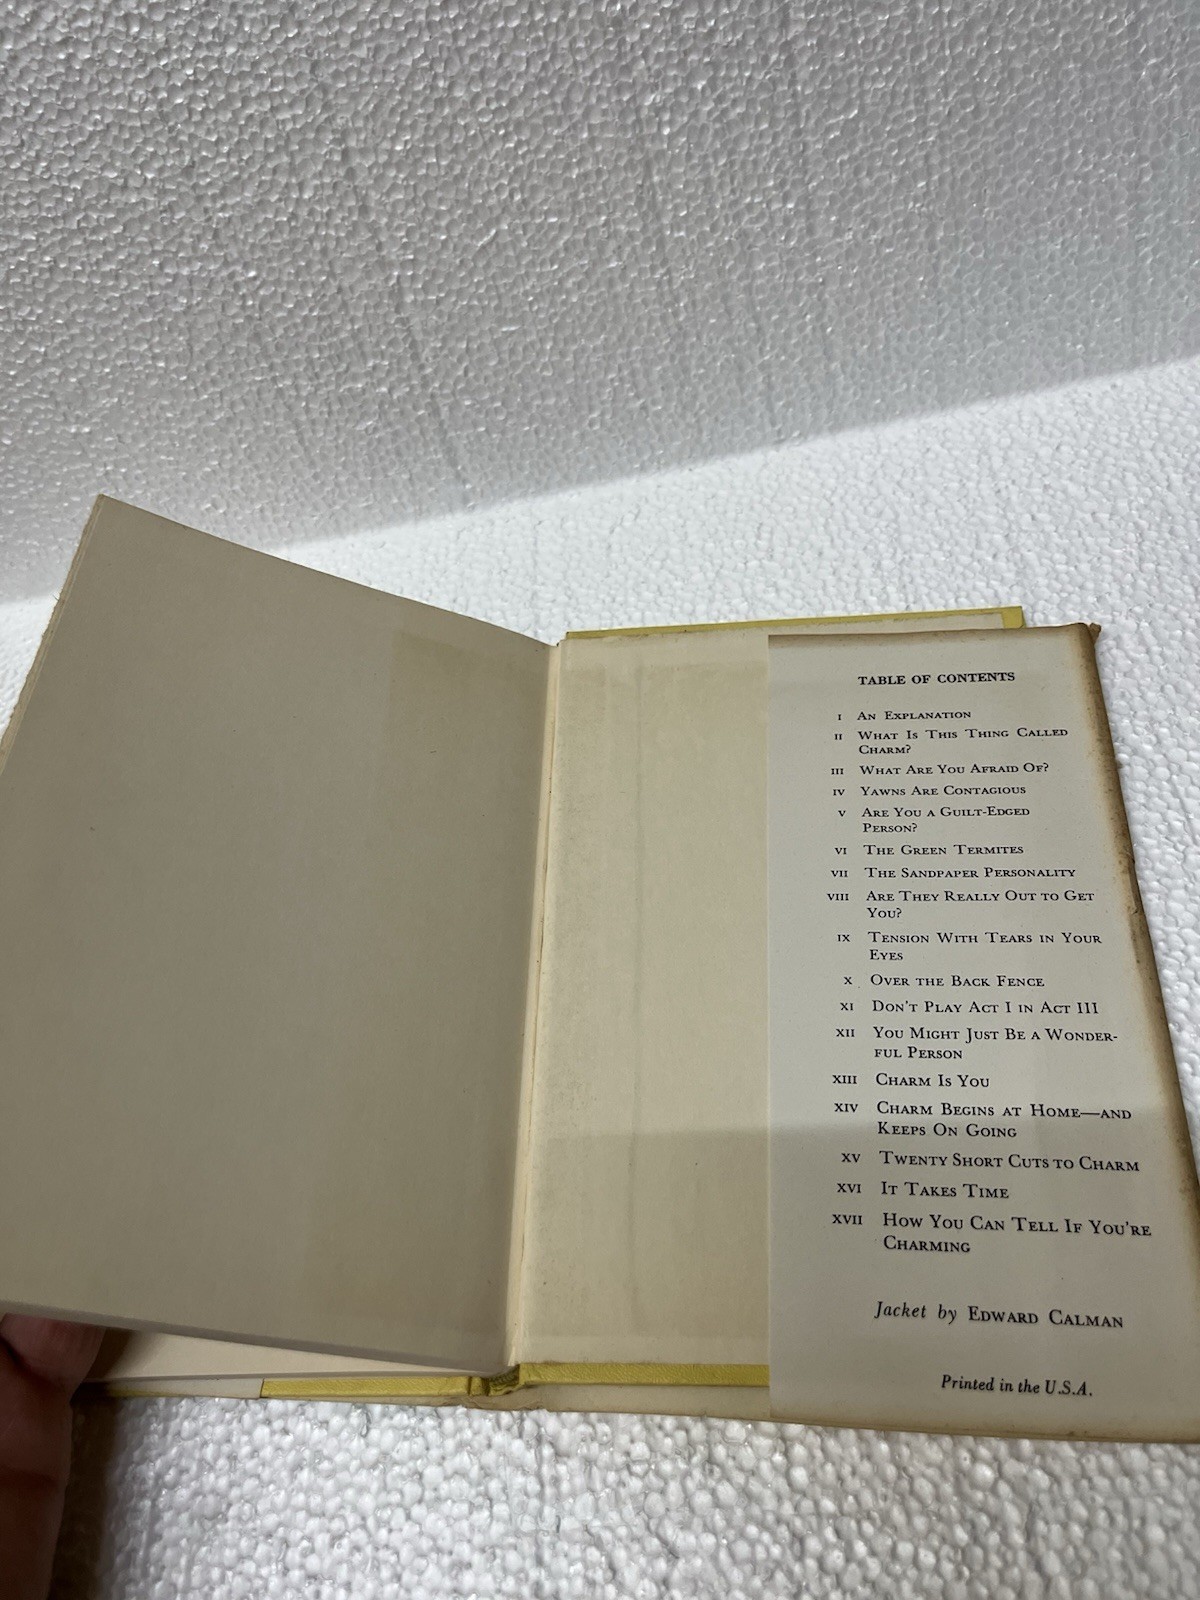 TABLE OF CONTENTS
I AN EXPLANATION
II WHAT IS THIS THING CALLED
CHARM?
III WHAT ARE YOU AFRAID OF?
IV YAWNS ARE CONTAGIOUS
V ARE YOU A GUILT-EDGED
PERSON?
VI THE GREEN TERMITES
VII THE SANDPAPER PERSONALITY
VIII ARE THEY REALLY OUT TO GET
YOU?
IX TENSION WITH TEARS IN YOUR
EYES
X OVER THE BACK FENCE
XI DON'T PLAY ACT I IN ACT III
XII YOU MIGHT JUST BE A WONDER-
FUL PERSON
XIII CHARM IS YOU
XIV CHARM BEGINS AT HOME—AND
KEEPS ON GOING
XV TWENTY SHORT CUTS TO CHARM
XVI IT TAKES TIME
XVII HOW YOU CAN TELL IF YOU'RE
CHARMING
Jacket by EDWARD CALMAN
Printed in the U.S.A.